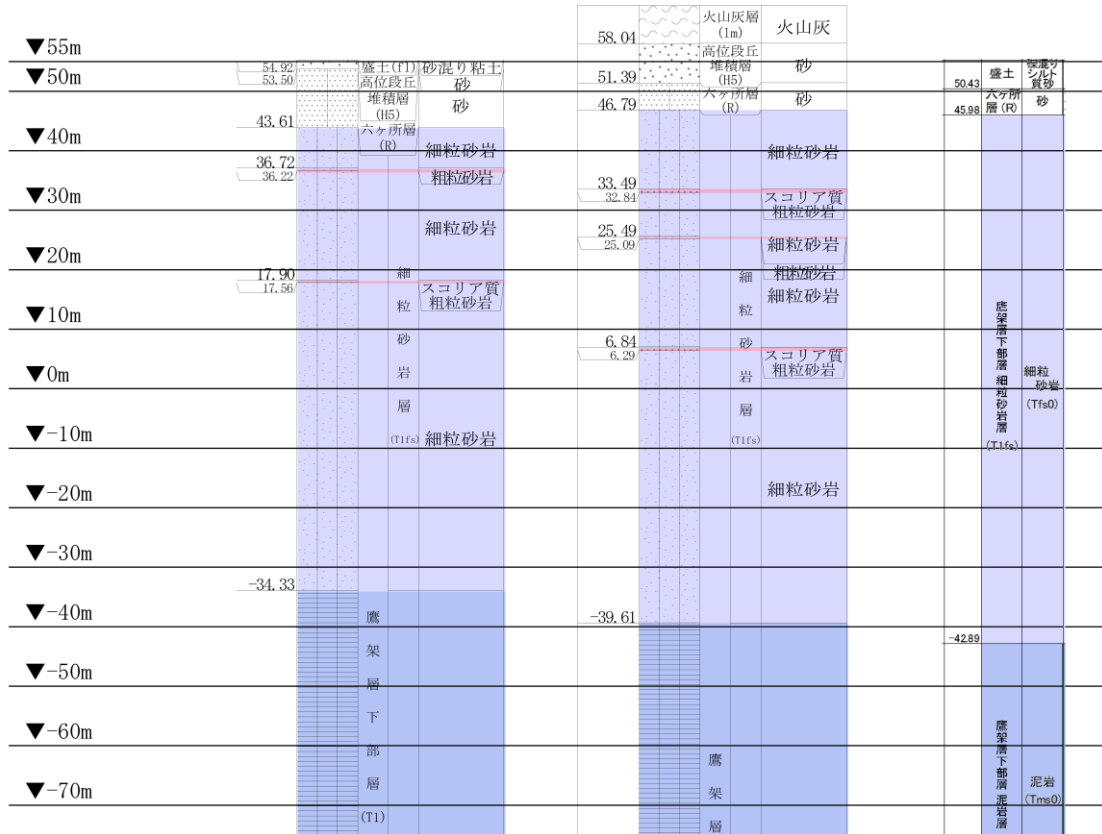 ▼55m
▼50m
▼40m
▼30m
▼20m
▼10m
▼0m
▼-10m
▼-20m
▼-30m
▼-40m
▼-50m
▼-60m
▼-70m
54.92
53.50
43.61
36.72
36.22
17.90
17.56
-34.33
盛土(fl)
高位段丘
堆積層
(H5)
六ヶ所層
(R)
細粒砂岩層
(T1fs)
鷹架層下部層
(T1)
砂混り粘土
砂
砂
細粒砂岩
粗粒砂岩
細粒砂岩
スコリア質
粗粒砂岩
細粒砂岩
58.04
51.39
46.79
33.49
32.84
25.49
25.09
6.84
6.29
-39.61
火山灰層
(lm)
高位段丘
堆積層
(H5)
六ヶ所層
(R)
細粒砂岩層
(T1fs)
鷹架層
火山灰
砂
砂
細粒砂岩
スコリア質
粗粒砂岩
細粒砂岩
粗粒砂岩
細粒砂岩
スコリア質
粗粒砂岩
細粒砂岩
50.43
45.98
-42.89
盛土
六ヶ所
層(R)
鷹架層下部層 細粒砂岩層
(T1fs)
鷹架層下部層 泥岩層
シルト
質砂
砂
細粒
砂岩
(Tfs0)
泥岩
(Tms0)